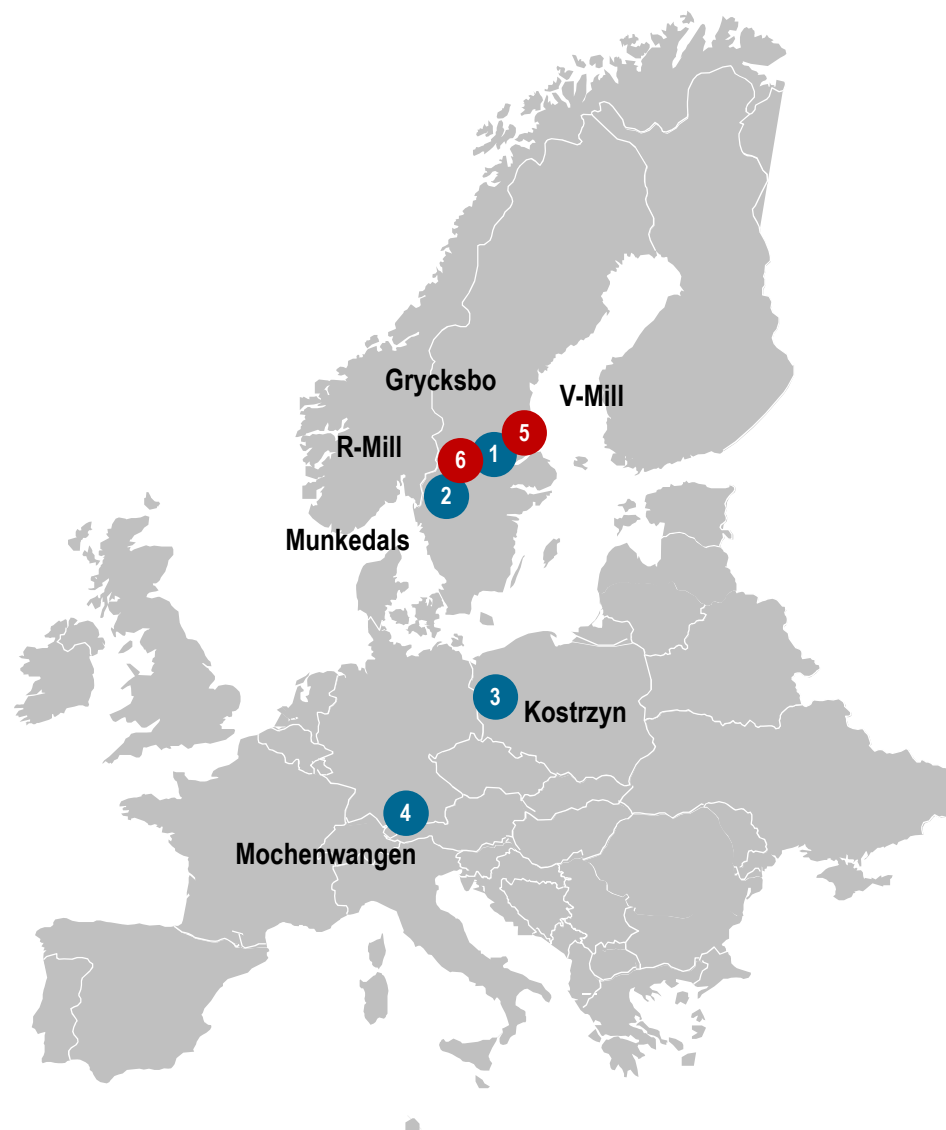 Grycksbo
V-Mill
5
R-Mill
1
6
2
Munkedals
3
Kostrzyn
4
Mochenwangen